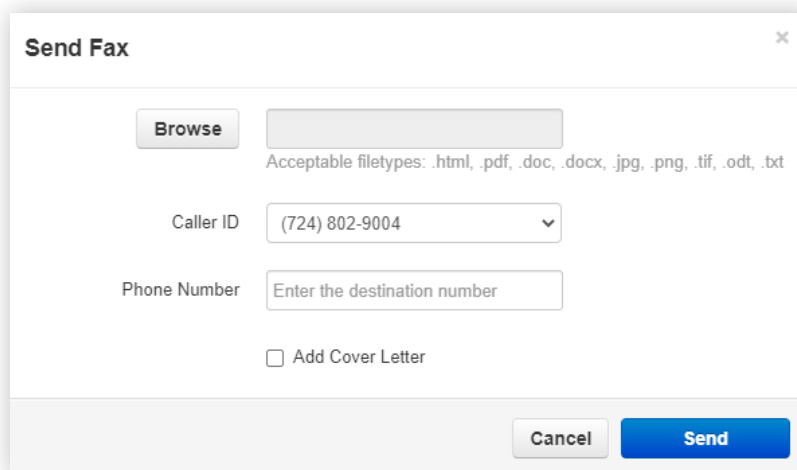 Send Fax
×
Browse
Acceptable filetypes: .html, .pdf, .doc, .docx, .jpg, .png, .tif, .odt, .txt
Caller ID (724) 802-9004
Phone Number Enter the destination number
Add Cover Letter
Cancel Send